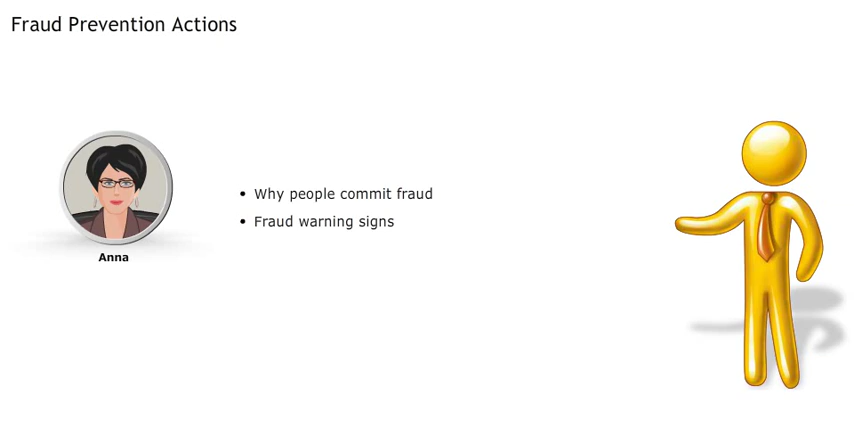 Fraud Prevention Actions
• Why people commit fraud
• Fraud warning signs
Anna